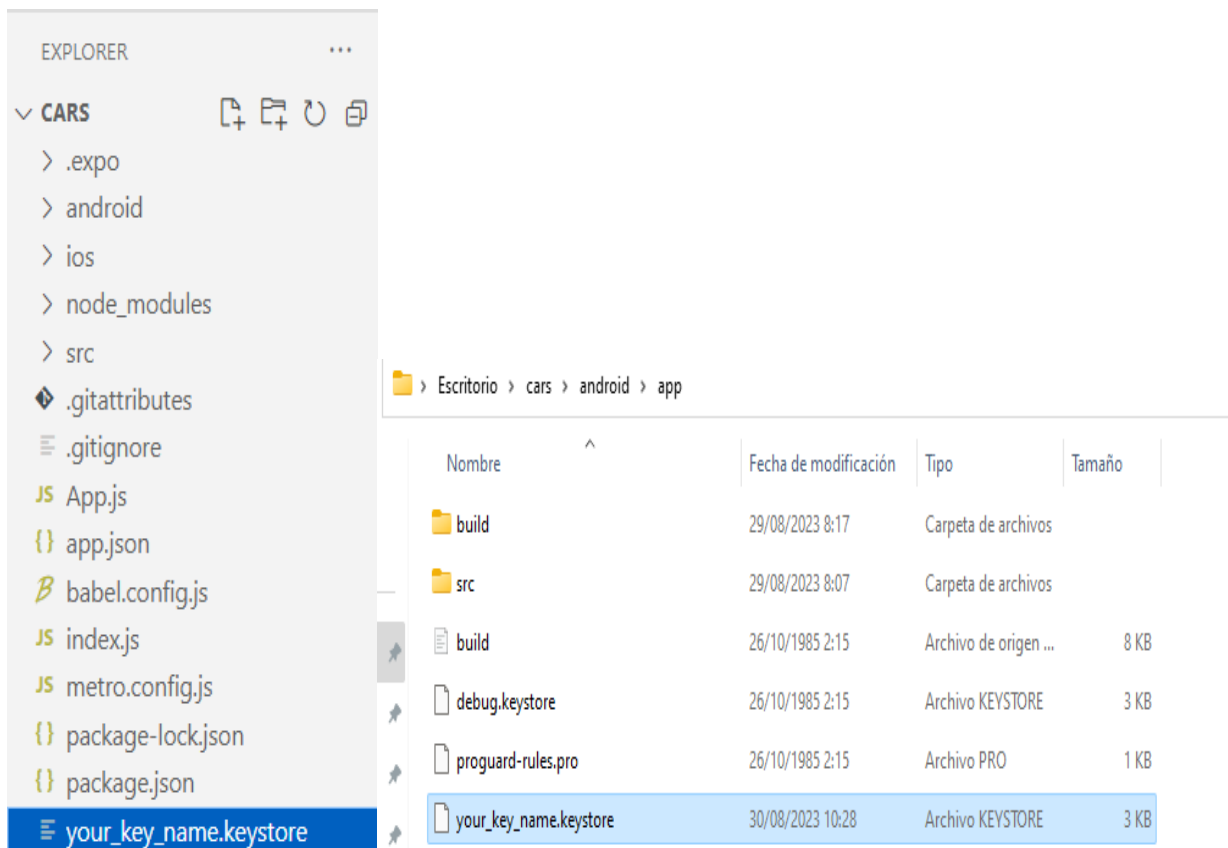 EXPLORER ...
CARS
.expo
android
ios
node_modules
src
.gitattributes
.gitignore
JS App.js
{} app.json
babel.config.js
JS index.js
JS metro.config.js
{} package-lock.json
{} package.json
your_key_name.keystore
Escritorio > cars > android > app
Nombre Fecha de modificación Tipo Tamaño
build 29/08/2023 8:17 Carpeta de archivos
src 29/08/2023 8:07 Carpeta de archivos
build 26/10/1985 2:15 Archivo de origen ... 8 KB
debug.keystore 26/10/1985 2:15 Archivo KEYSTORE 3 KB
proguard-rules.pro 26/10/1985 2:15 Archivo PRO 1 KB
your_key_name.keystore 30/08/2023 10:28 Archivo KEYSTORE 3 KB